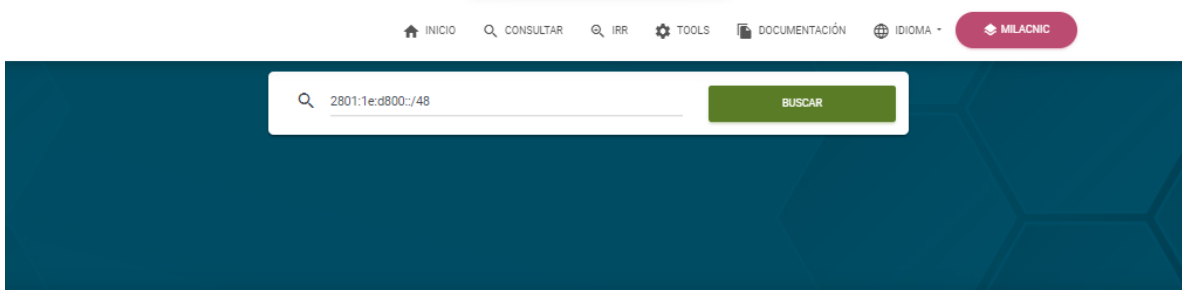 INICIO CONSULTAR IRR TOOLS DOCUMENTACIÓN IDIOMA MILACNIC
2801:1e:d800::/48 BUSCAR